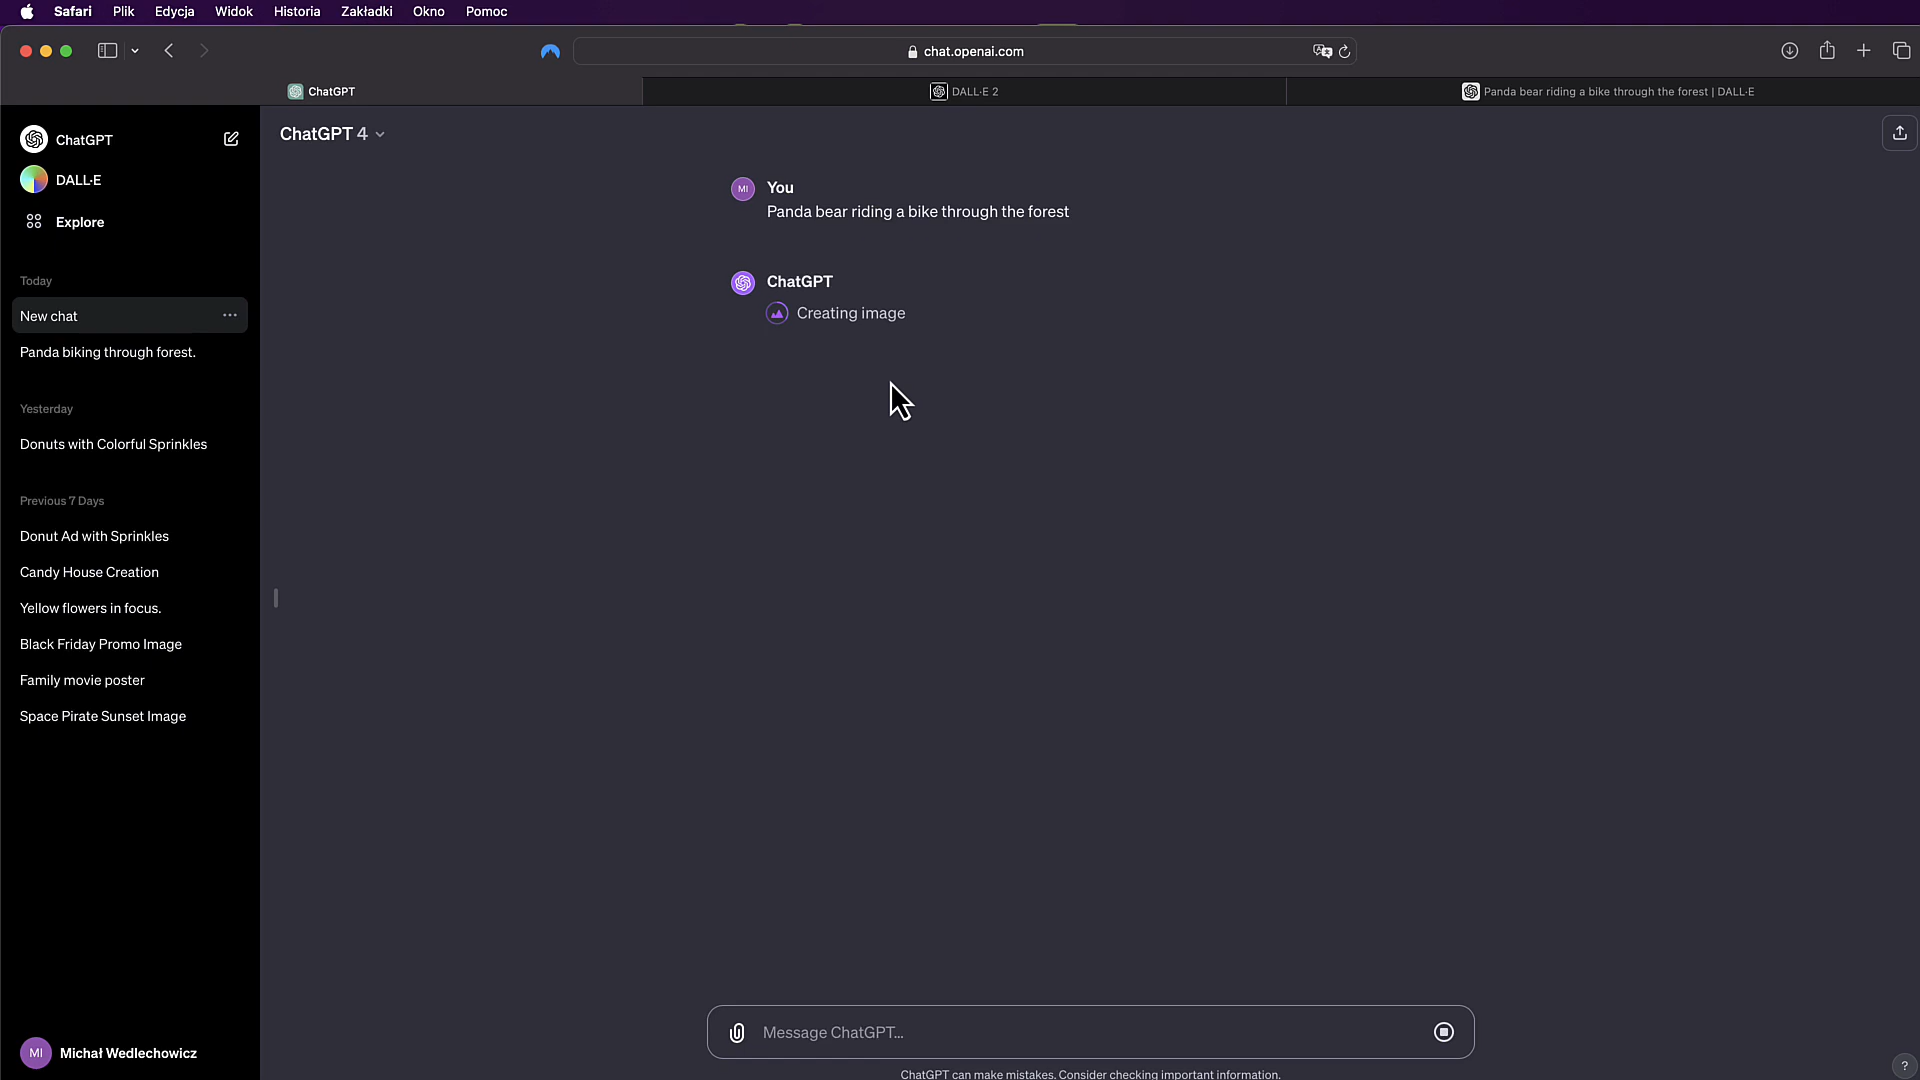 Safari Plik Edycja Widok Historia Zakładki Okno Pomoc
chat.openai.com
ChatGPT
DALL·E 2
Panda bear riding a bike through the forest | DALL·E
ChatGPT
DALL·E
Explore
Today
New chat
Panda biking through forest.
Yesterday
Donuts with Colorful Sprinkles
Previous 7 Days
Donut Ad with Sprinkles
Candy House Creation
Yellow flowers in focus.
Black Friday Promo Image
Family movie poster
Space Pirate Sunset Image
MI Michał Wedlechowicz
ChatGPT 4
MI You
Panda bear riding a bike through the forest
ChatGPT
Creating image
Message ChatGPT...
ChatGPT can make mistakes. Consider checking important information.
?